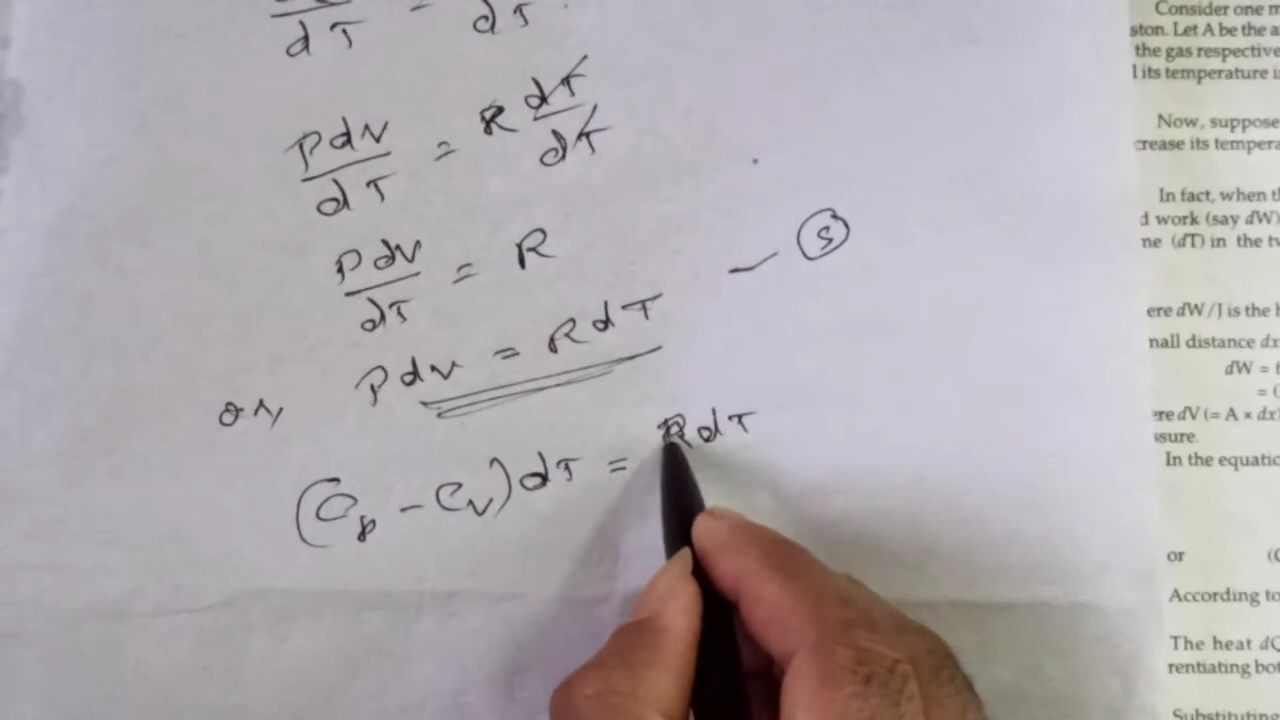 dT = dT
Pdv/dT = R dT/dT
Pdv/dT = R
or, Pdv = RdT — (5)
(Cp - Cv)dT = RdT
Consider one m
ston. Let A be the a
the gas respective
l its temperature i
Now, suppose
crease its tempera
In fact, when t
d work (say dW)
ne (dT) in the tw
ere dW/J is the h
nall distance dx
dW =
= (
ere dV (= A × dx
ssure.
In the equatio
or (C
According to
The heat dQ
rentiating bot
Substituting